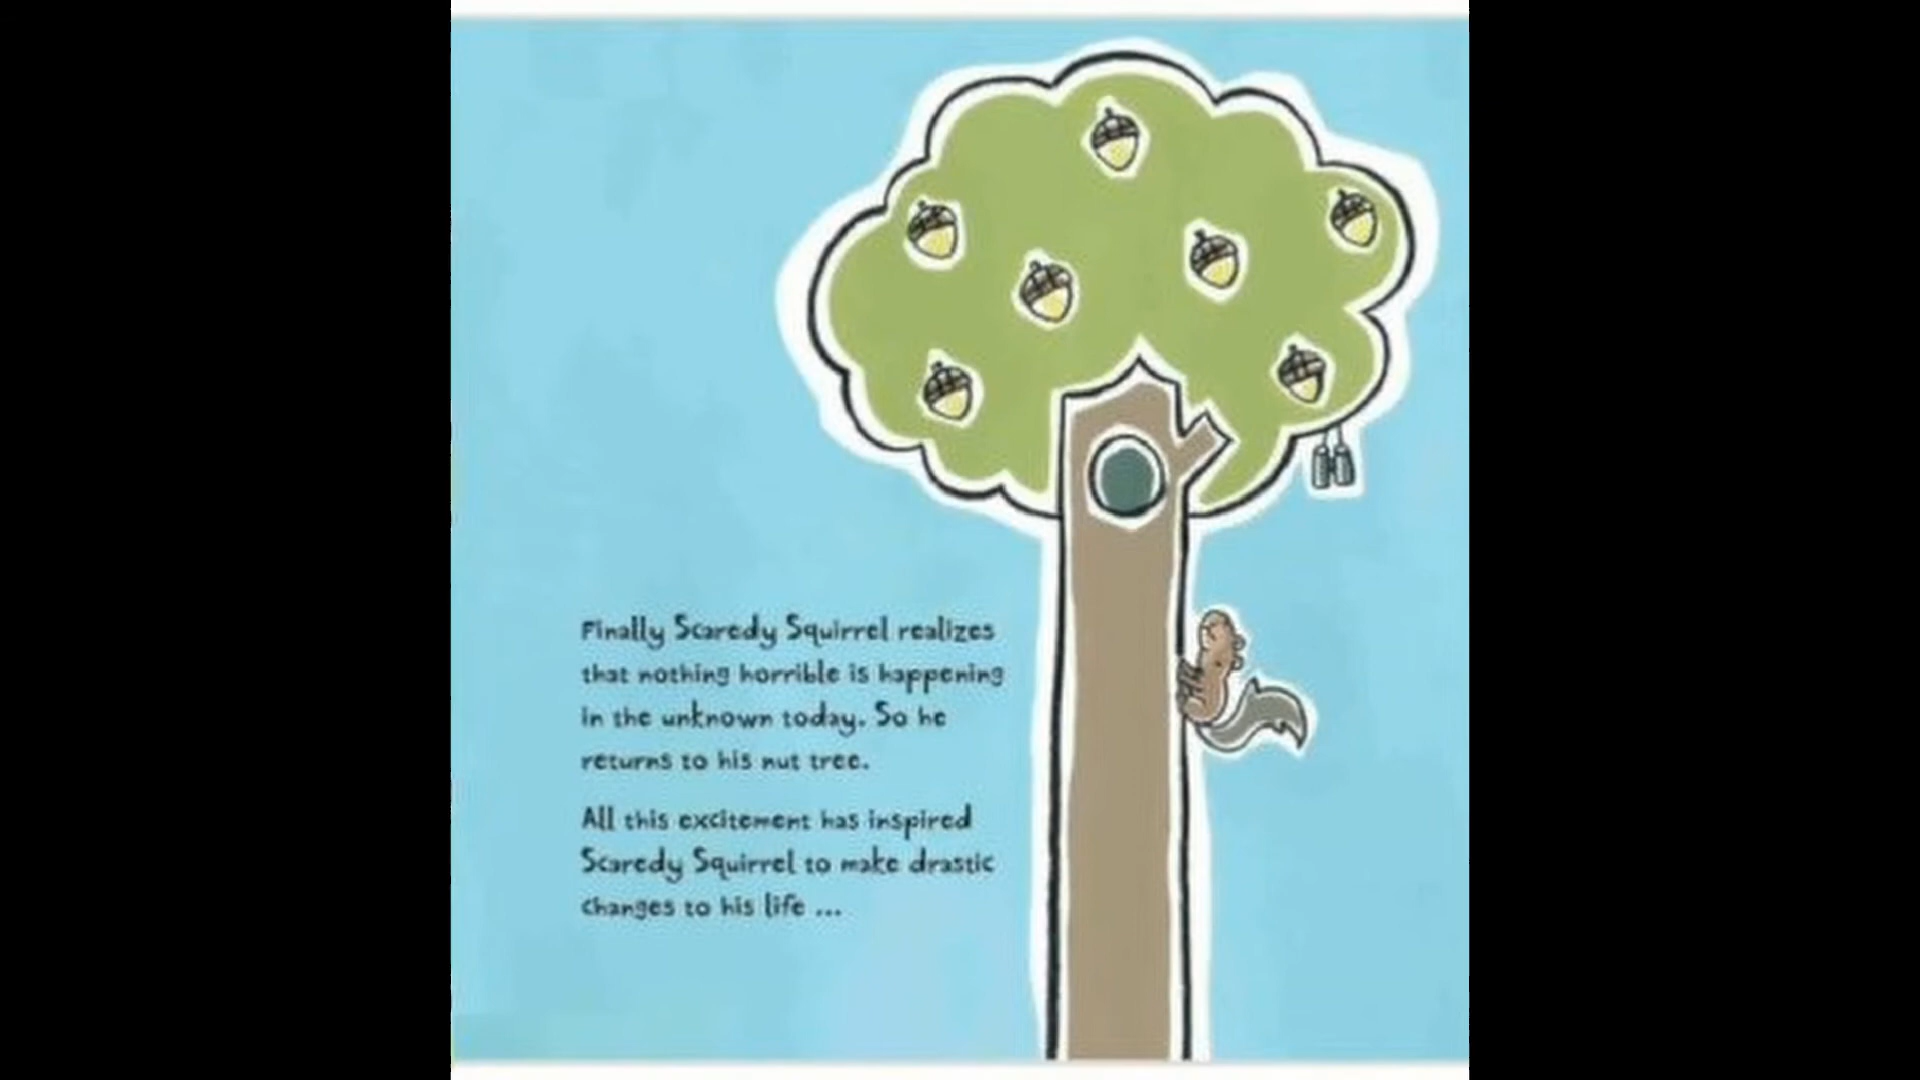 Finally Scaredy Squirrel realizes
that nothing horrible is happening
in the unknown today. So he
returns to his nut tree.
All this excitement has inspired
Scaredy Squirrel to make drastic
changes to his life ...